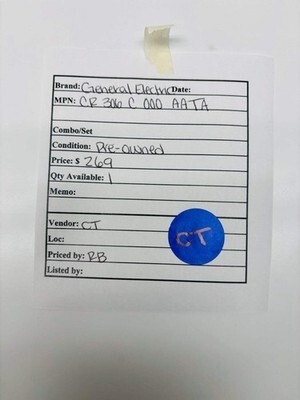 Brand: General Electric Date:
MPN: CR 306 C 000 AATA
Combo/Set
Condition: Pre-owned
Price: $ 269
Qty Available: 1
Memo:
Vendor: CT
Loc:
CT
Priced by: RB
Listed by: